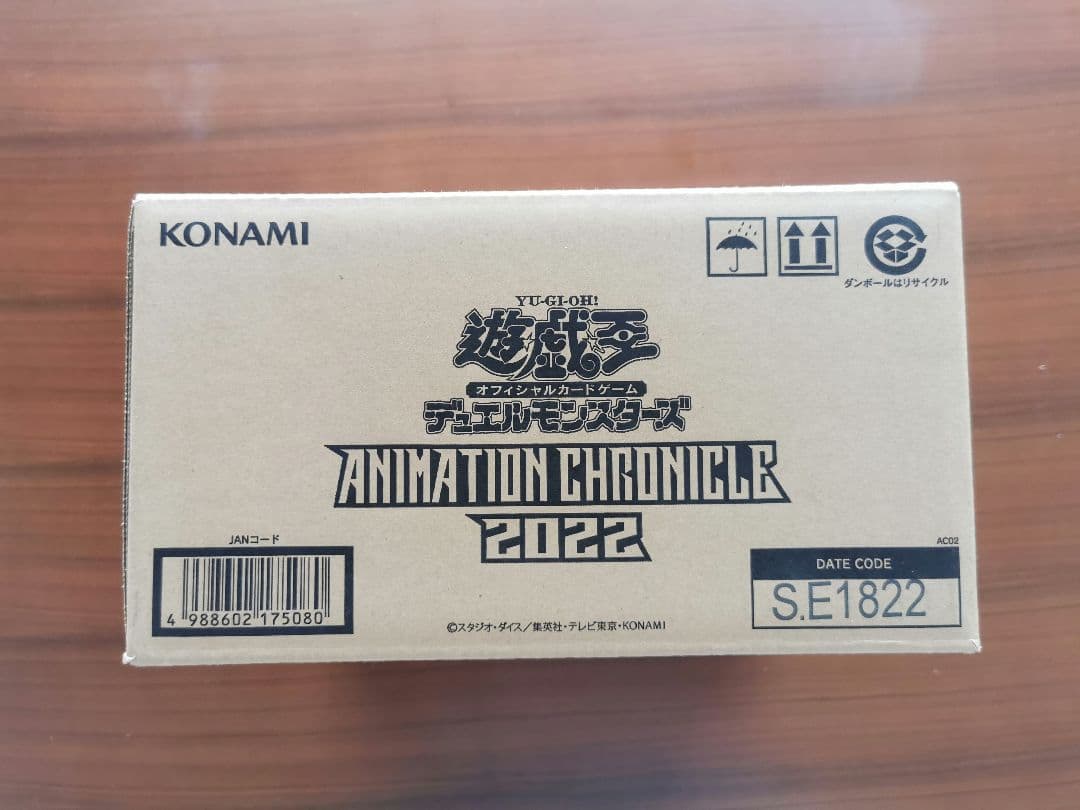 KONAMI
ダンボールはリサイクル
YU-GI-OH!
遊戯王
オフィシャルカードゲーム
デュエルモンスターズ
ANIMATION CHRONICLE
2022
JANコード
4 988602 175080
AC02
DATE CODE
S.E1822
©スタジオ・ダイス/集英社・テレビ東京・KONAMI